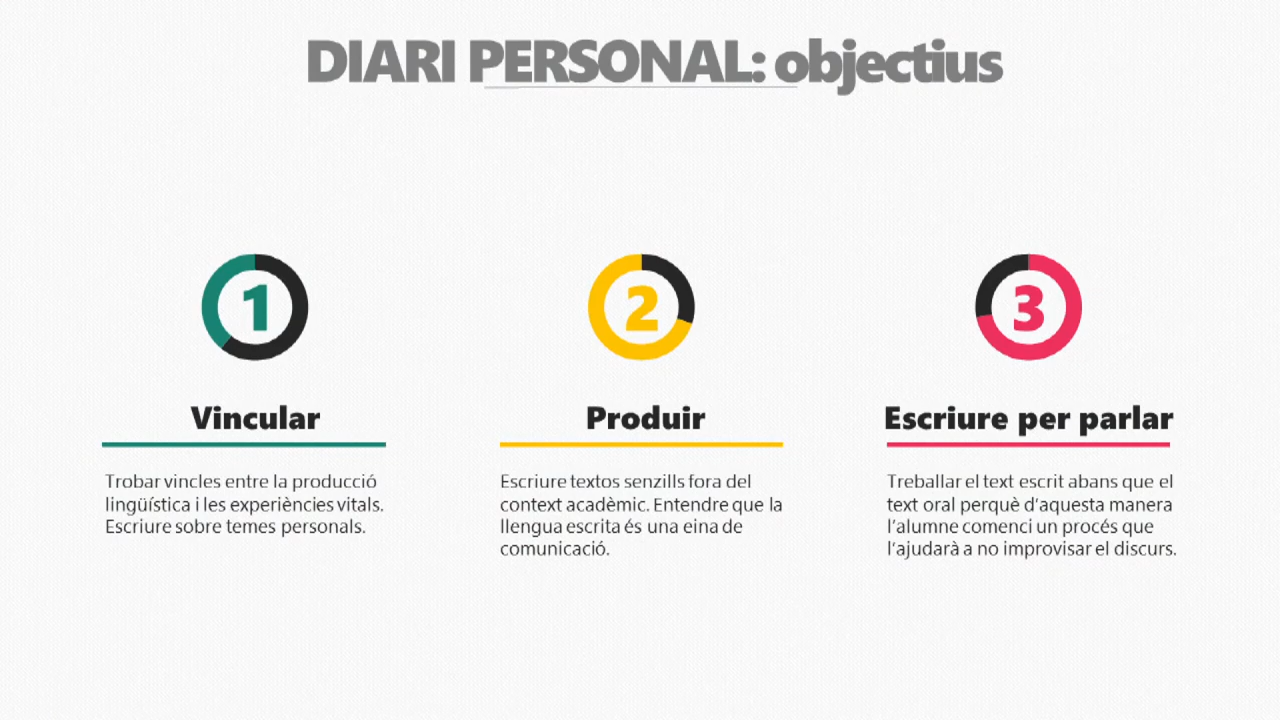 DIARI PERSONAL: objectius
1
Vincular
Trobar vincles entre la producció
lingüística i les experiències vitals.
Escriure sobre temes personals.
2
Produir
Escriure textos senzills fora del
context acadèmic. Entendre que la
llengua escrita és una eina de
comunicació.
3
Escriure per parlar
Treballar el text escrit abans que el
text oral perquè d'aquesta manera
l'alumne comenci un procés que
l'ajudarà a no improvisar el discurs.